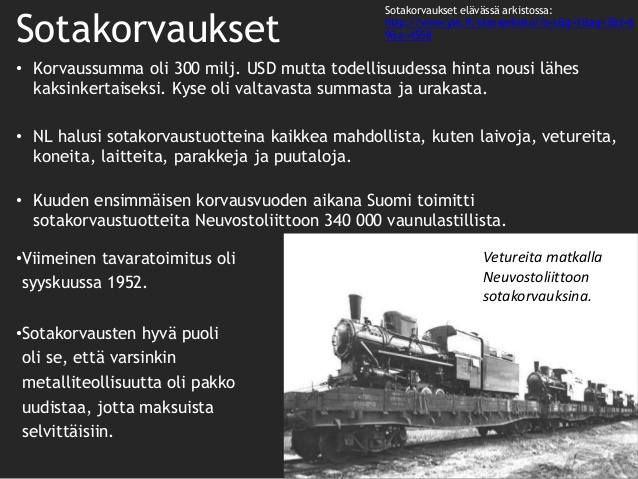 Sotakorvaukset
Sotakorvaukset elävässä arkistossa:
• Korvaussumma oli 300 milj. USD mutta todellisuudessa hinta nousi lähes
kaksinkertaiseksi. Kyse oli valtavasta summasta ja urakasta.
• NL halusi sotakorvaustuotteina kaikkea mahdollista, kuten laivoja, vetureita,
koneita, laitteita, parakkeja ja puutaloja.
• Kuuden ensimmäisen korvausvuoden aikana Suomi toimitti
sotakorvaustuotteita Neuvostoliittoon 340 000 vaunulastillista.
•Viimeinen tavaratoimitus oli
syyskuussa 1952.
•Sotakorvausten hyvä puoli
oli se, että varsinkin
metalliteollisuutta oli pakko
uudistaa, jotta maksuista
selvittäisiin.
Vetureita matkalla
Neuvostoliittoon
sotakorvauksina.